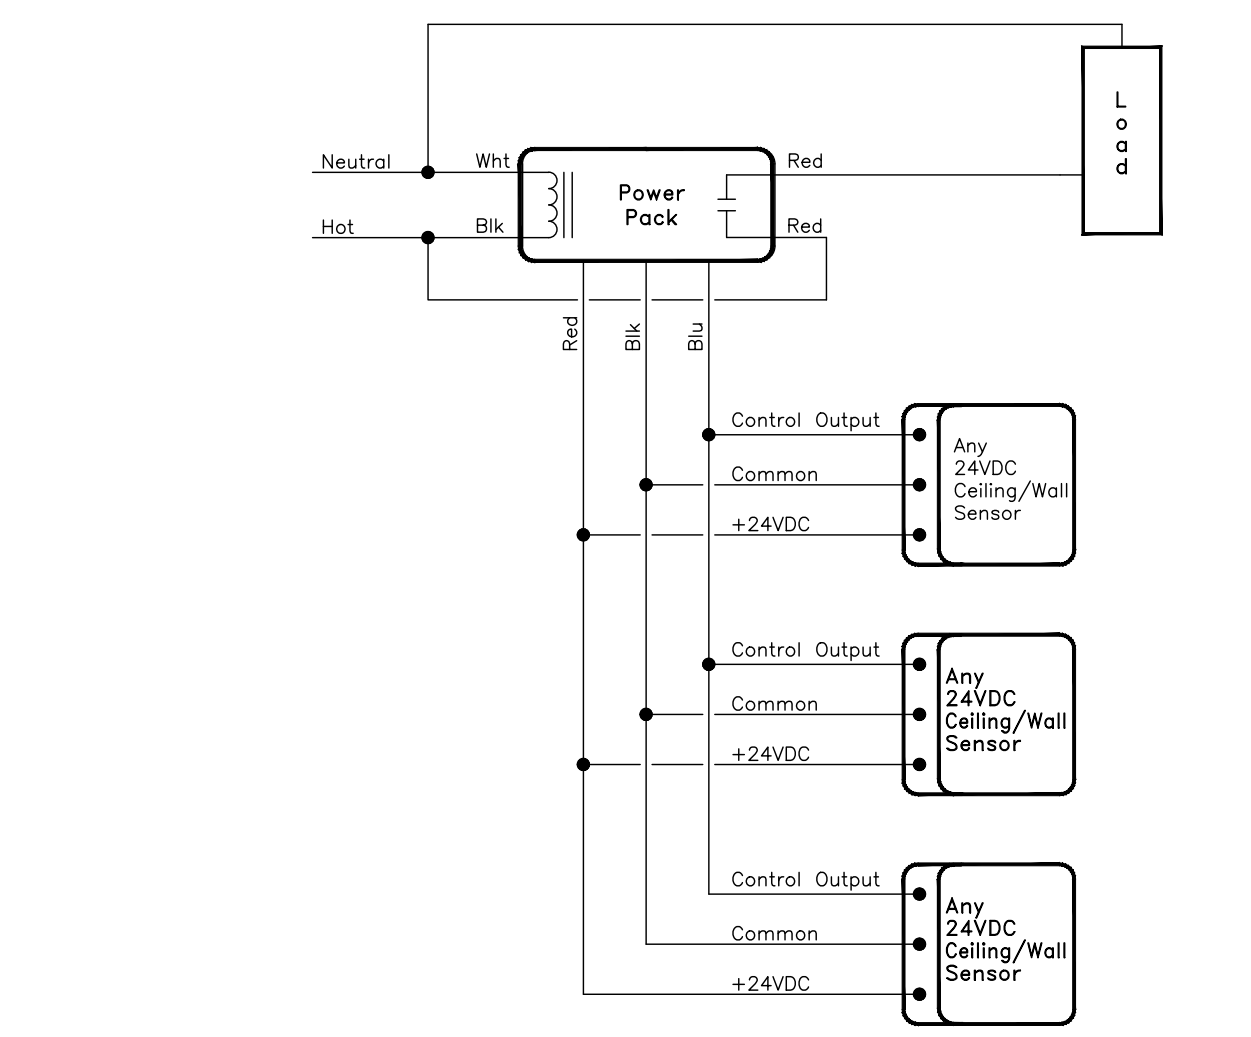 Load
Neutral
Wht
Red
Power
Pack
Hot
Blk
Red
Red
Blk
Blu
Control Output
Common
+24VDC
Any
24VDC
Ceiling/Wall
Sensor
Control Output
Common
+24VDC
Any
24VDC
Ceiling/Wall
Sensor
Control Output
Common
+24VDC
Any
24VDC
Ceiling/Wall
Sensor